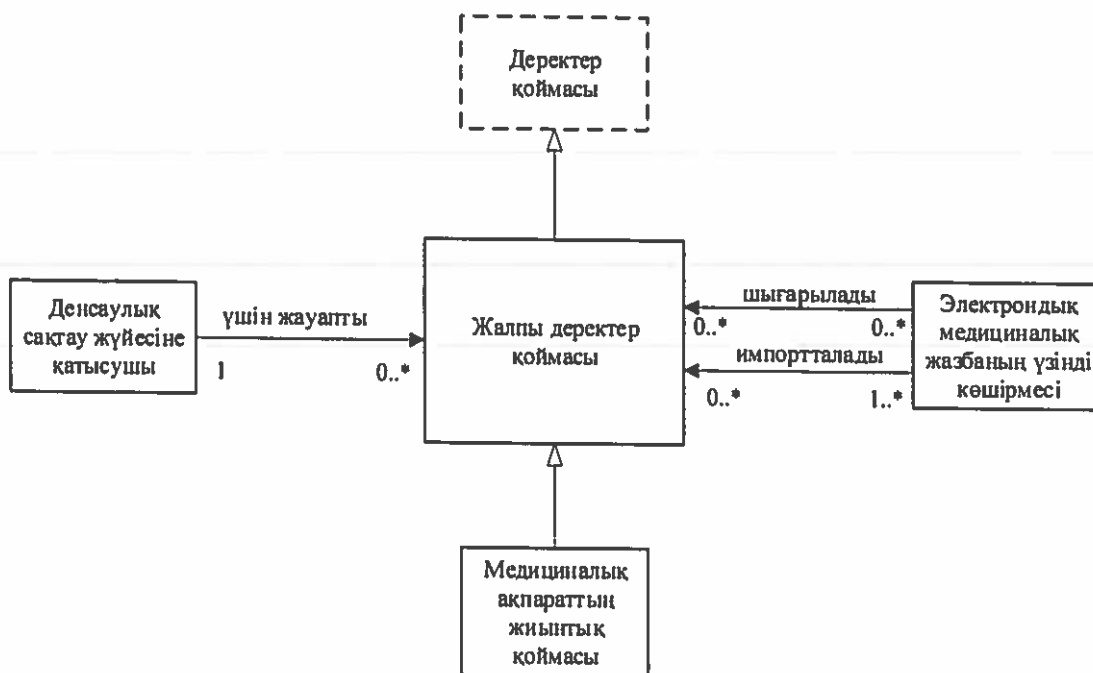 Деректер
қоймасы
Денсаулық
сақтау жүйесіне
қатысушы
үшін жауапты
1
0..*
Жалпы деректер
қоймасы
шығарылады
0..*
0..*
импортталады
0..*
1..*
Электрондық
медициналық
жазбаның үзінді
көшірмесі
Медициналық
ақпараттың
жиынтық
қоймасы